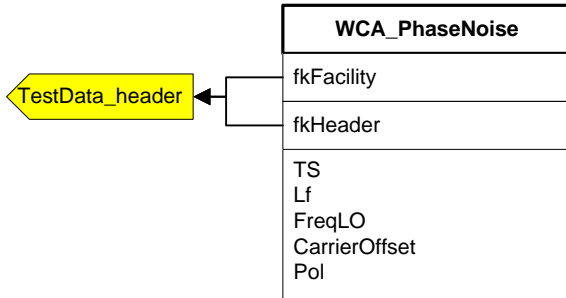 WCA_PhaseNoise
fkFacility
TestData_header
fkHeader
TS
Lf
FreqLO
CarrierOffset
Pol